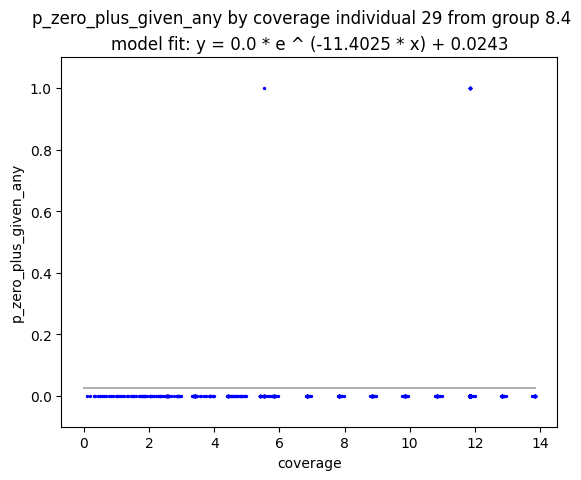 p_zero_plus_given_any by coverage individual 29 from group 8.4
model fit: y = 0.0 * e ^ (-11.4025 * x) + 0.0243
1.0
0.8
0.6
0.4
0.2
0.0
p_zero_plus_given_any
0 2 4 6 8 10 12 14
coverage